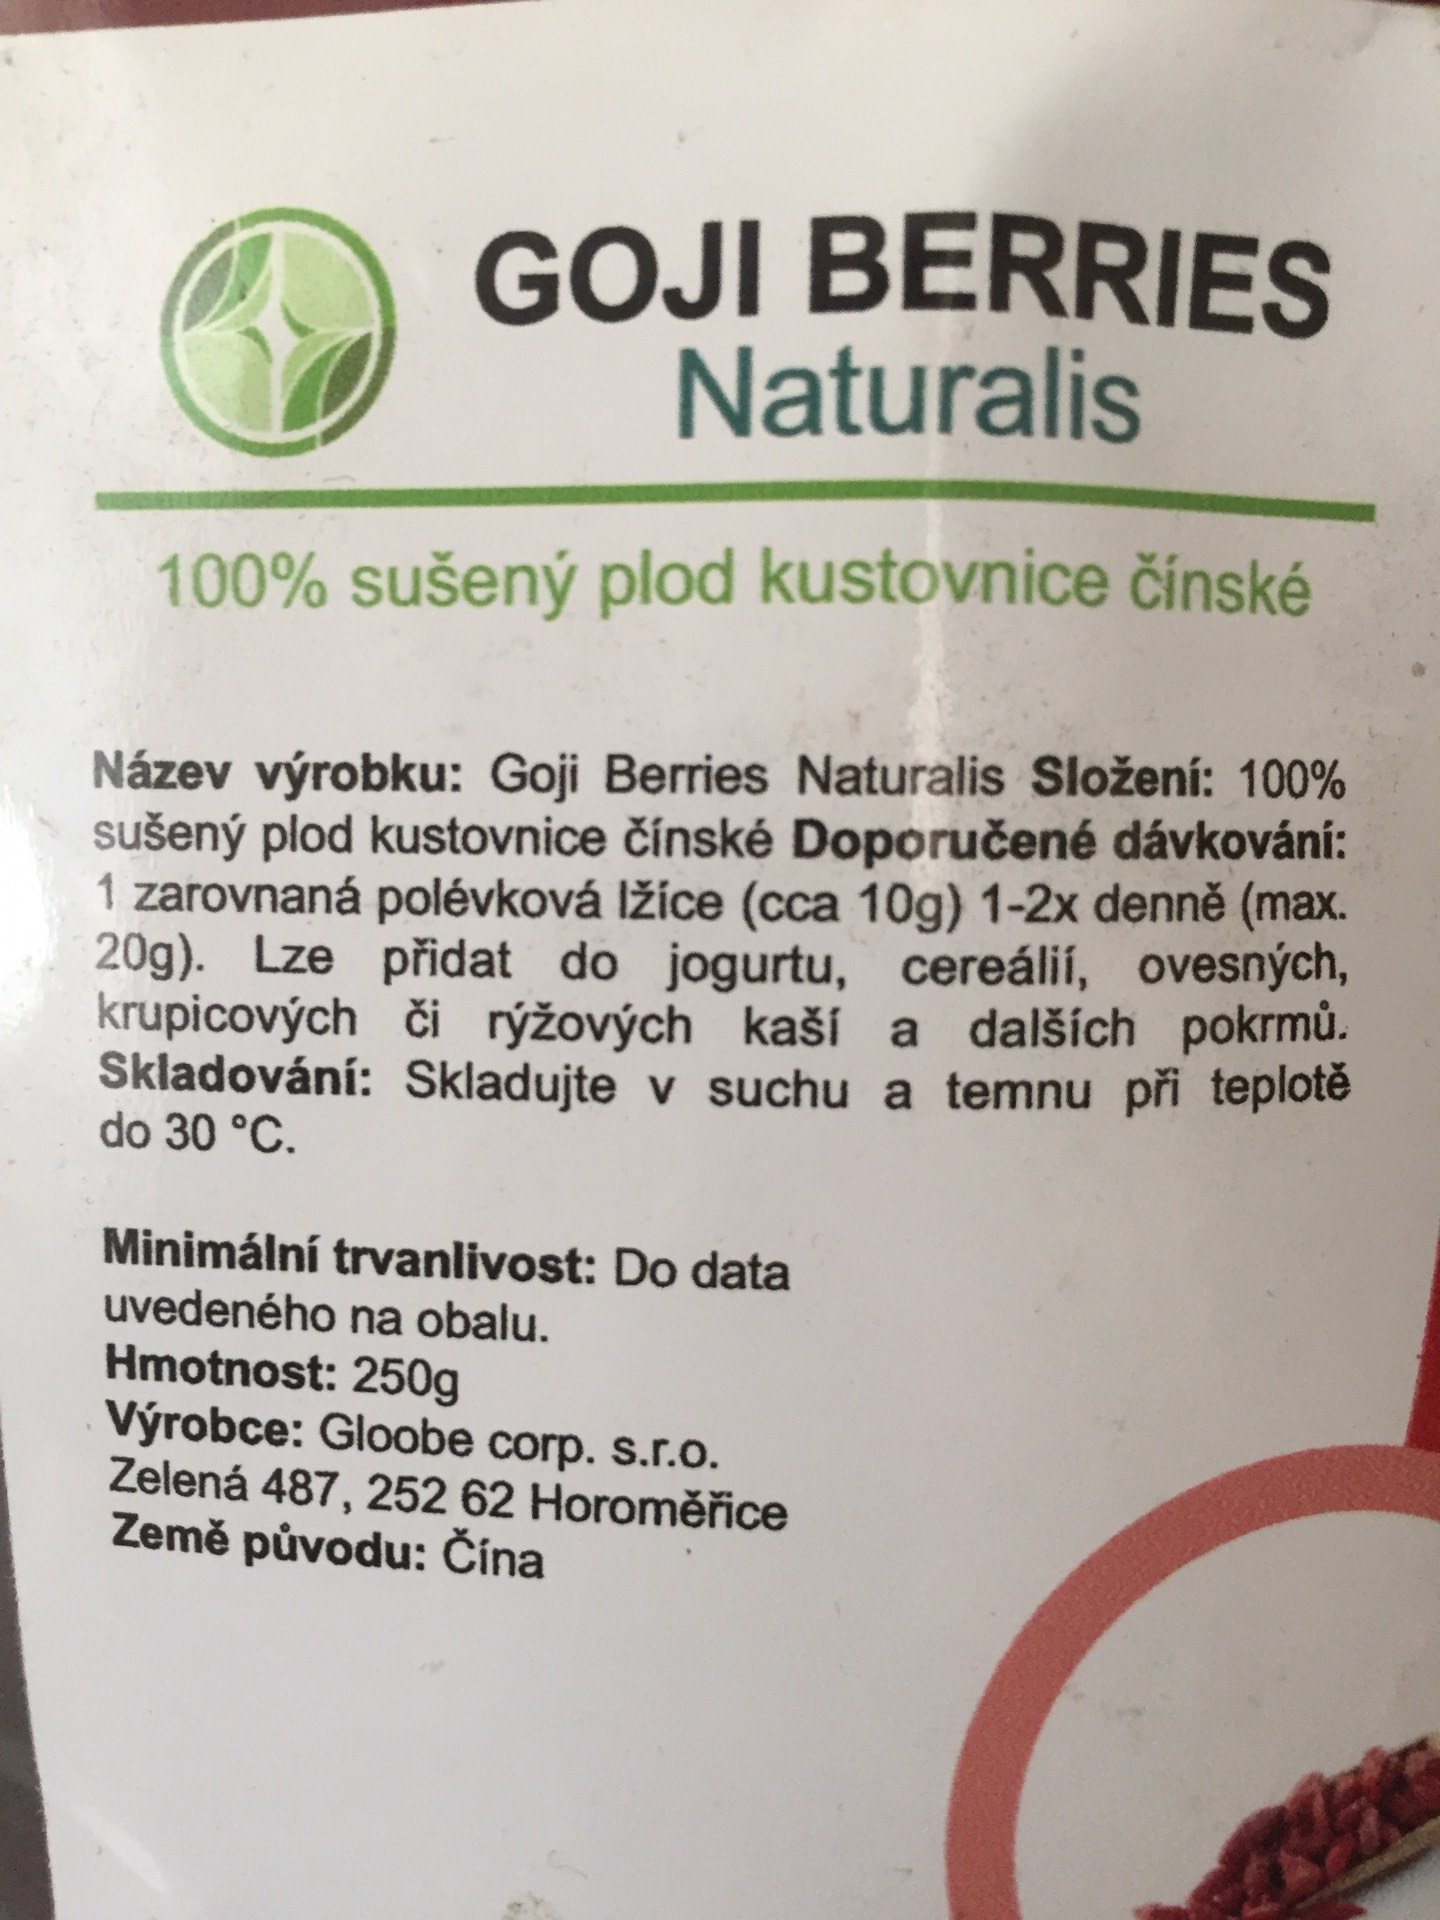 GOJI BERRIES
Naturalis
100% sušený plod kustovnice čínské
Název výrobku: Goji Berries Naturalis Složení: 100%
sušený plod kustovnice čínské Doporučené dávkování:
1 zarovnaná polévková lžíce (cca 10g) 1-2x denně (max.
20g). Lze přidat do jogurtu, cereálií, ovesných,
krupicových či rýžových kaší a dalších pokrmů.
Skladování: Skladujte v suchu a temnu při teplotě
do 30 °C.
Minimální trvanlivost: Do data
uvedeného na obalu.
Hmotnost: 250g
Výrobce: Gloobe corp. s.r.o.
Zelená 487, 252 62 Horoměřice
Země původu: Čína